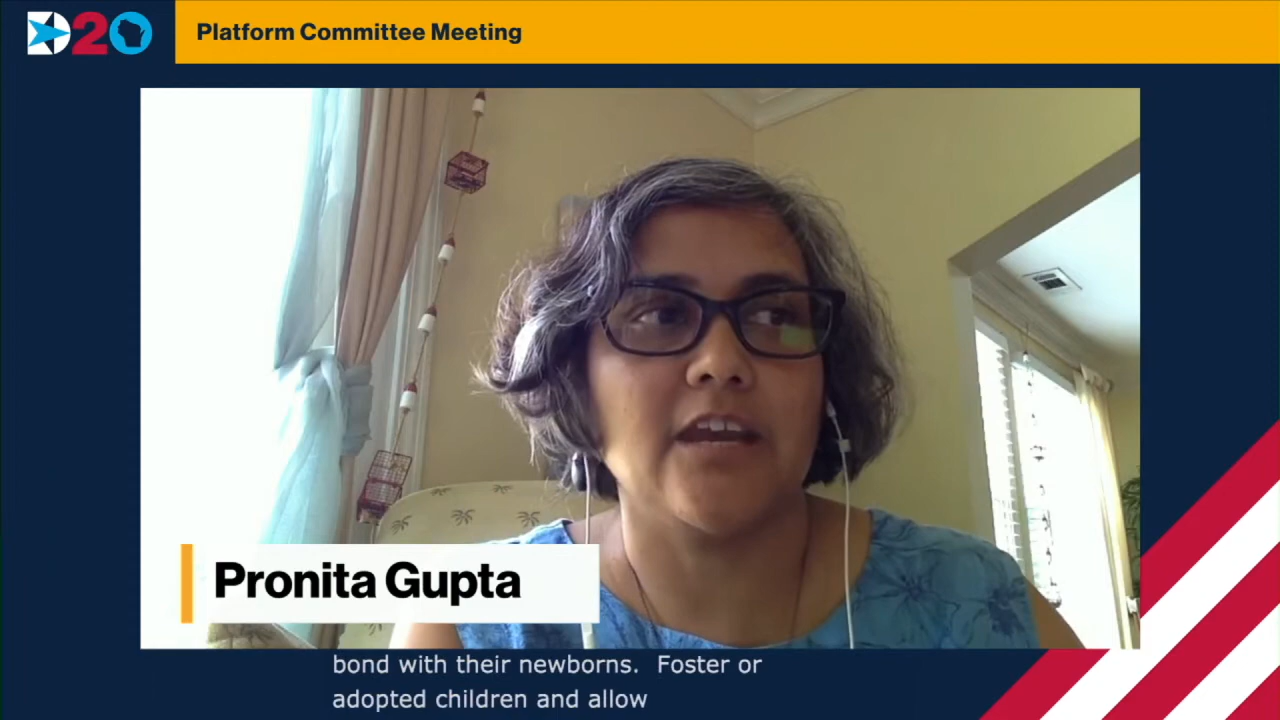 D20
Platform Committee Meeting
Pronita Gupta
bond with their newborns. Foster or
adopted children and allow